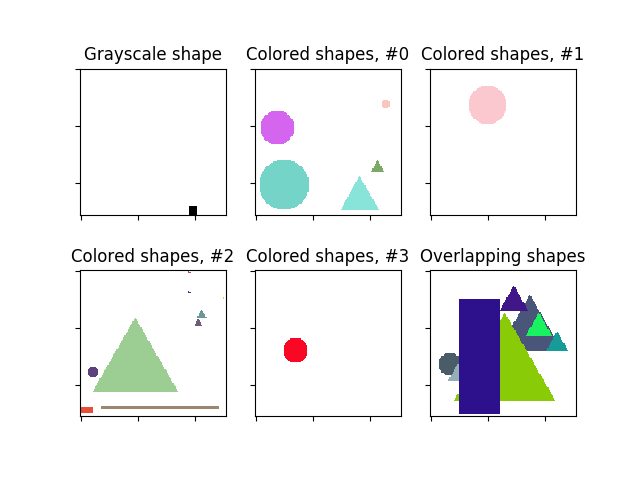 Grayscale shape
Colored shapes, #0
Colored shapes, #1
Colored shapes, #2
Colored shapes, #3
Overlapping shapes